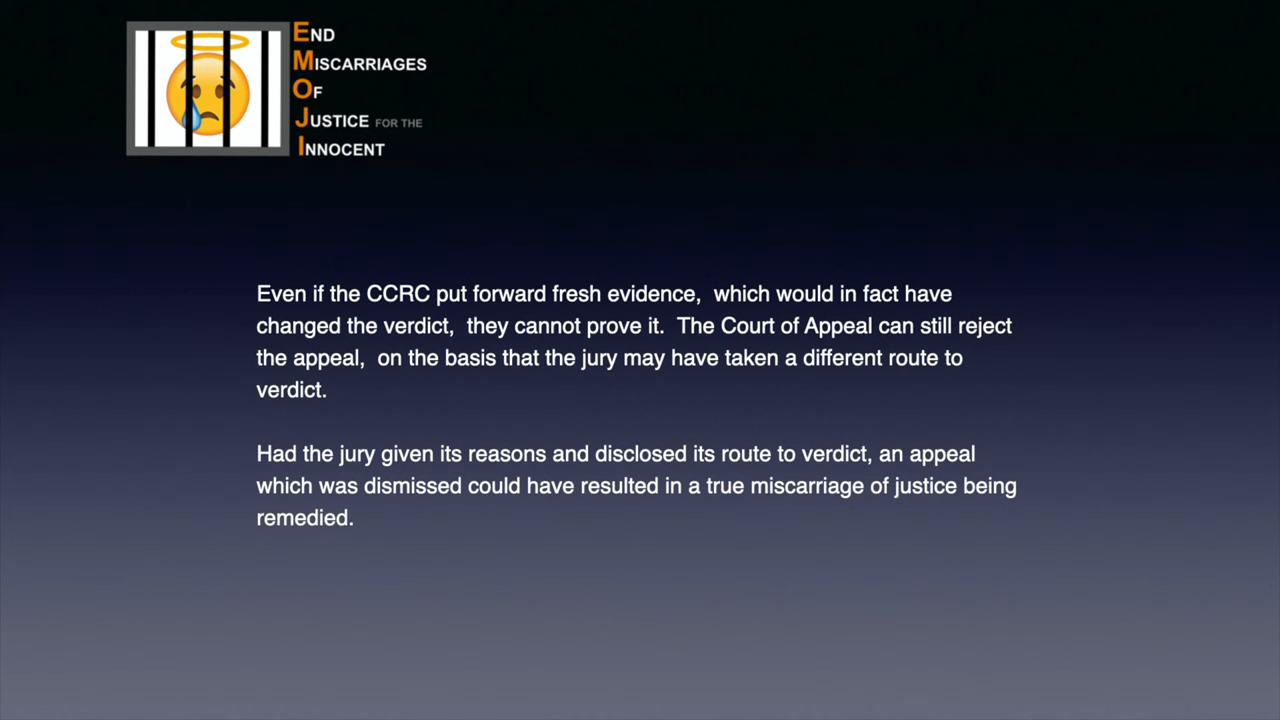 END
MISCARRIAGES
OF
JUSTICE FOR THE
INNOCENT
Even if the CCRC put forward fresh evidence,  which would in fact have
changed the verdict,  they cannot prove it.  The Court of Appeal can still reject
the appeal,  on the basis that the jury may have taken a different route to
verdict.
Had the jury given its reasons and disclosed its route to verdict, an appeal
which was dismissed could have resulted in a true miscarriage of justice being
remedied.